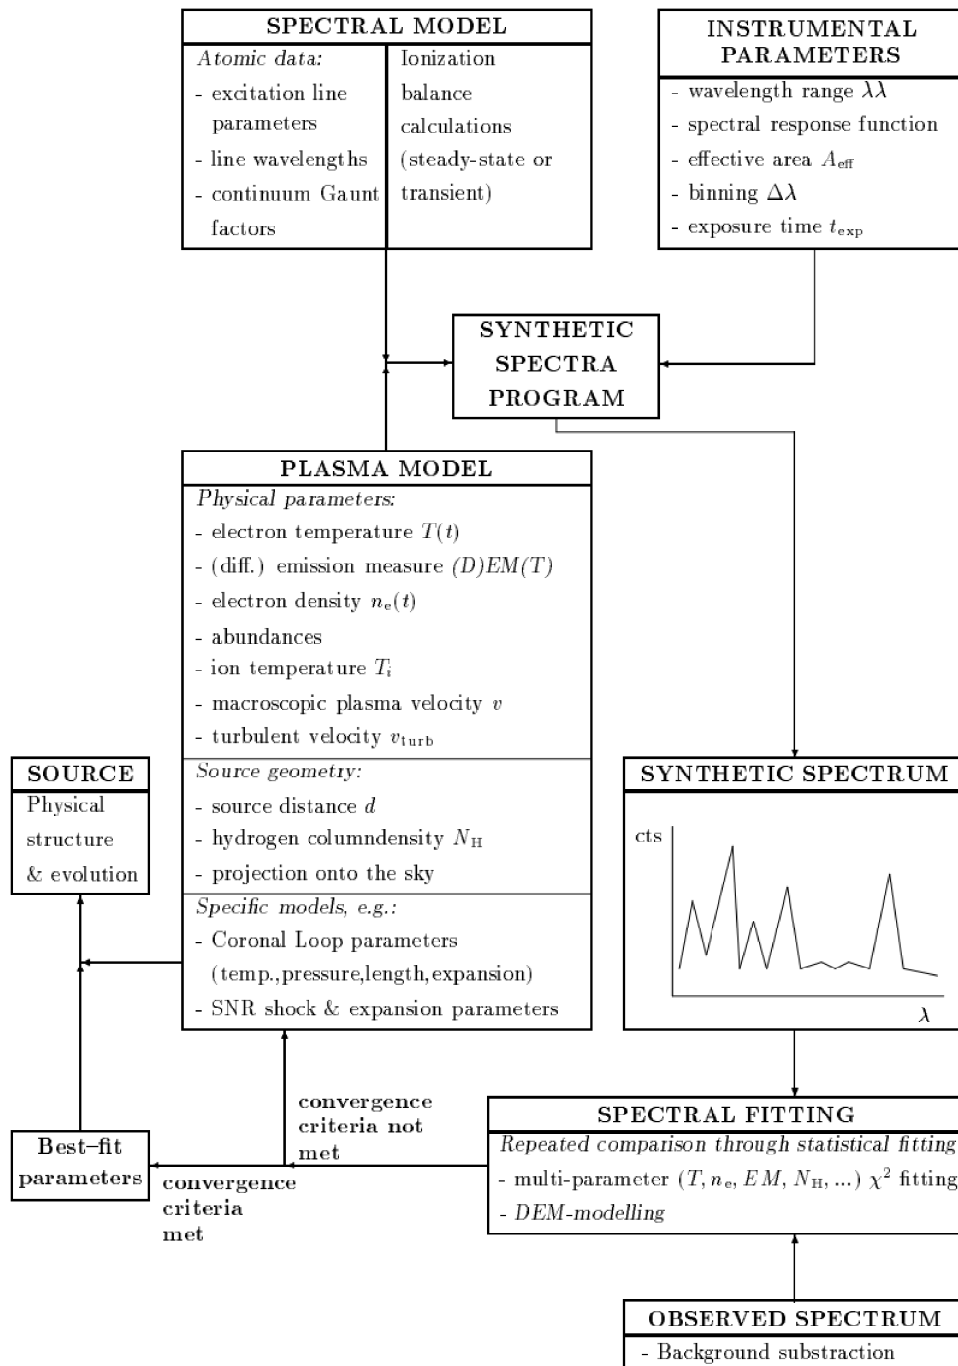 SPECTRAL MODEL
Atomic data:
- excitation line
parameters
- line wavelengths
- continuum Gaunt
factors
Ionization
balance
calculations
(steady-state or
transient)
INSTRUMENTAL
PARAMETERS
- wavelength range λλ
- spectral response function
- effective area A_eff
- binning Δλ
- exposure time t_exp
SYNTHETIC
SPECTRA
PROGRAM
PLASMA MODEL
Physical parameters:
- electron temperature T(t)
- (diff.) emission measure (D)EM(T)
- electron density n_e(t)
- abundances
- ion temperature T_i
- macroscopic plasma velocity v
- turbulent velocity v_turb
Source geometry:
- source distance d
- hydrogen columndensity N_H
- projection onto the sky
Specific models, e.g.:
- Coronal Loop parameters
(temp.,pressure,length,expansion)
- SNR shock & expansion parameters
SOURCE
Physical
structure
& evolution
SYNTHETIC SPECTRUM
cts
λ
convergence
criteria not
met
Best–fit
parameters
convergence
criteria
met
SPECTRAL FITTING
Repeated comparison through statistical fitting
- multi-parameter (T, n_e, EM, N_H, ...) χ² fitting
- DEM-modelling
OBSERVED SPECTRUM
- Background substraction